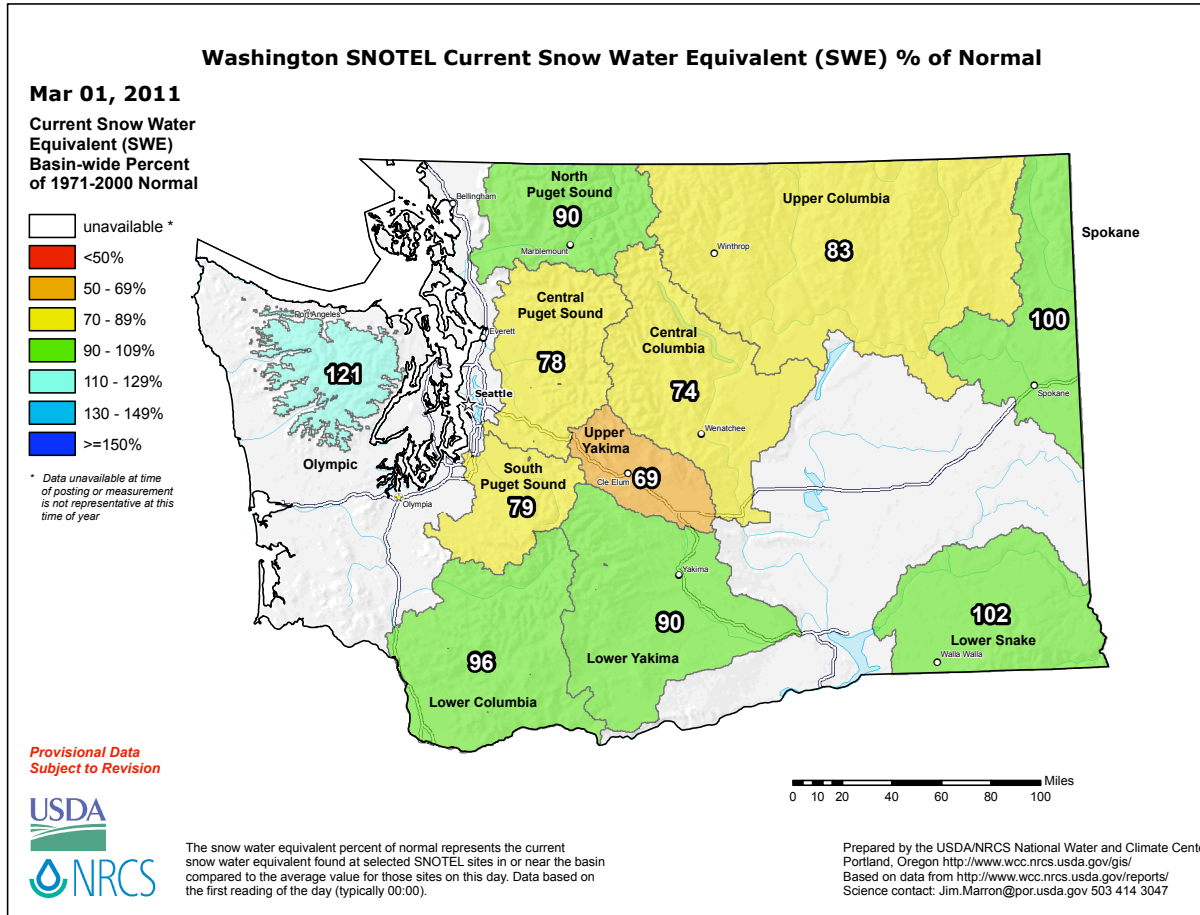 Washington SNOTEL Current Snow Water Equivalent (SWE) % of Normal
Mar 01, 2011
Current Snow Water
Equivalent (SWE)
Basin-wide Percent
of 1971-2000 Normal
unavailable *
<50%
50 - 69%
70 - 89%
90 - 109%
110 - 129%
130 - 149%
>=150%
* Data unavailable at time
of posting or measurement
is not representative at this
time of year
North
Puget Sound
90
Bellingham
Marblemount
Upper Columbia
83
Winthrop
Spokane
100
Spokane
Central
Puget Sound
78
Everett
Seattle
Central
Columbia
74
Wenatchee
Port Angeles
121
Olympic
Olympia
Upper
Yakima
69
Cle Elum
South
Puget Sound
79
Yakima
90
Lower Yakima
96
Lower Columbia
102
Lower Snake
Walla Walla
Provisional Data
Subject to Revision
Miles
0 10 20 40 60 80 100
USDA
NRCS
The snow water equivalent percent of normal represents the current
snow water equivalent found at selected SNOTEL sites in or near the basin
compared to the average value for those sites on this day. Data based on
the first reading of the day (typically 00:00).
Prepared by the USDA/NRCS National Water and Climate Cente
Portland, Oregon http://www.wcc.nrcs.usda.gov/gis/
Based on data from http://www.wcc.nrcs.usda.gov/reports/
Science contact: Jim.Marron@por.usda.gov 503 414 3047